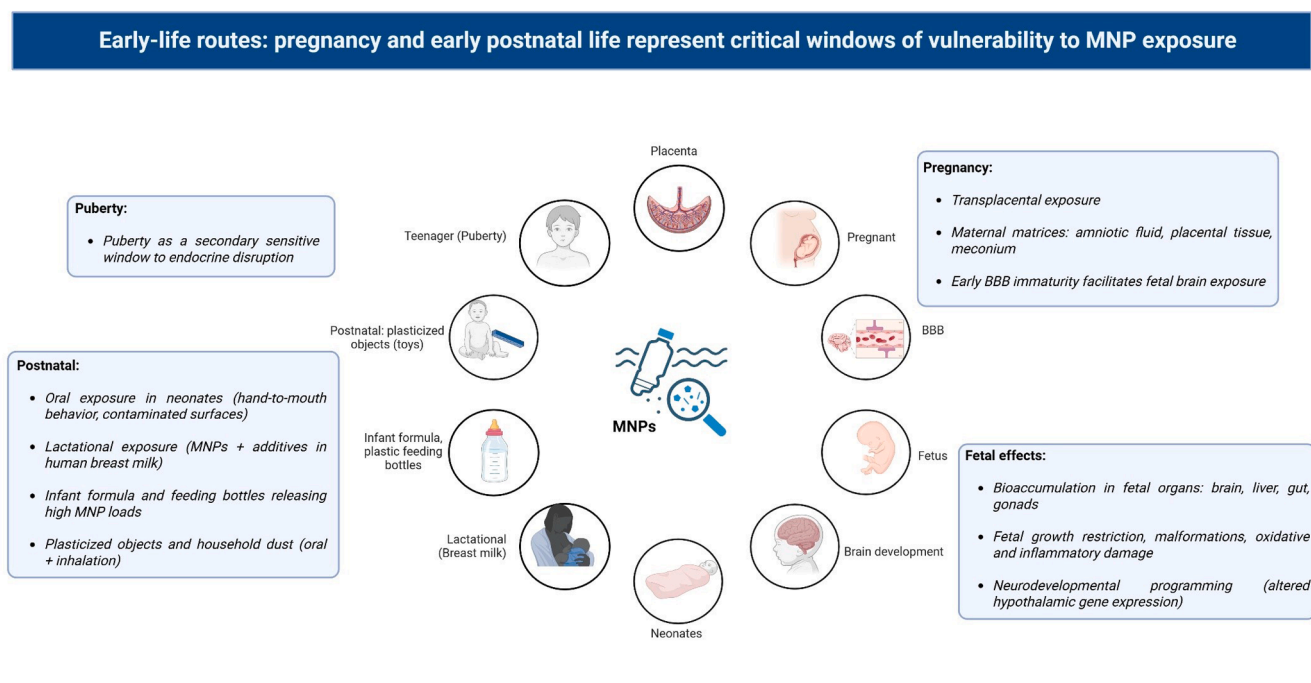 Early-life routes: pregnancy and early postnatal life represent critical windows of vulnerability to MNP exposure
Placenta
Pregnant
BBB
Fetus
Brain development
Neonates
Lactational
(Breast milk)
Infant formula,
plastic feeding
bottles
Postnatal: plasticized
objects (toys)
Teenager (Puberty)
MNPs
Puberty:
• Puberty as a secondary sensitive
window to endocrine disruption
Postnatal:
• Oral exposure in neonates (hand-to-mouth
behavior, contaminated surfaces)
• Lactational exposure (MNPs + additives in
human breast milk)
• Infant formula and feeding bottles releasing
high MNP loads
• Plasticized objects and household dust (oral
+ inhalation)
Pregnancy:
• Transplacental exposure
• Maternal matrices: amniotic fluid, placental tissue,
meconium
• Early BBB immaturity facilitates fetal brain exposure
Fetal effects:
• Bioaccumulation in fetal organs: brain, liver, gut,
gonads
• Fetal growth restriction, malformations, oxidative
and inflammatory damage
• Neurodevelopmental programming (altered
hypothalamic gene expression)